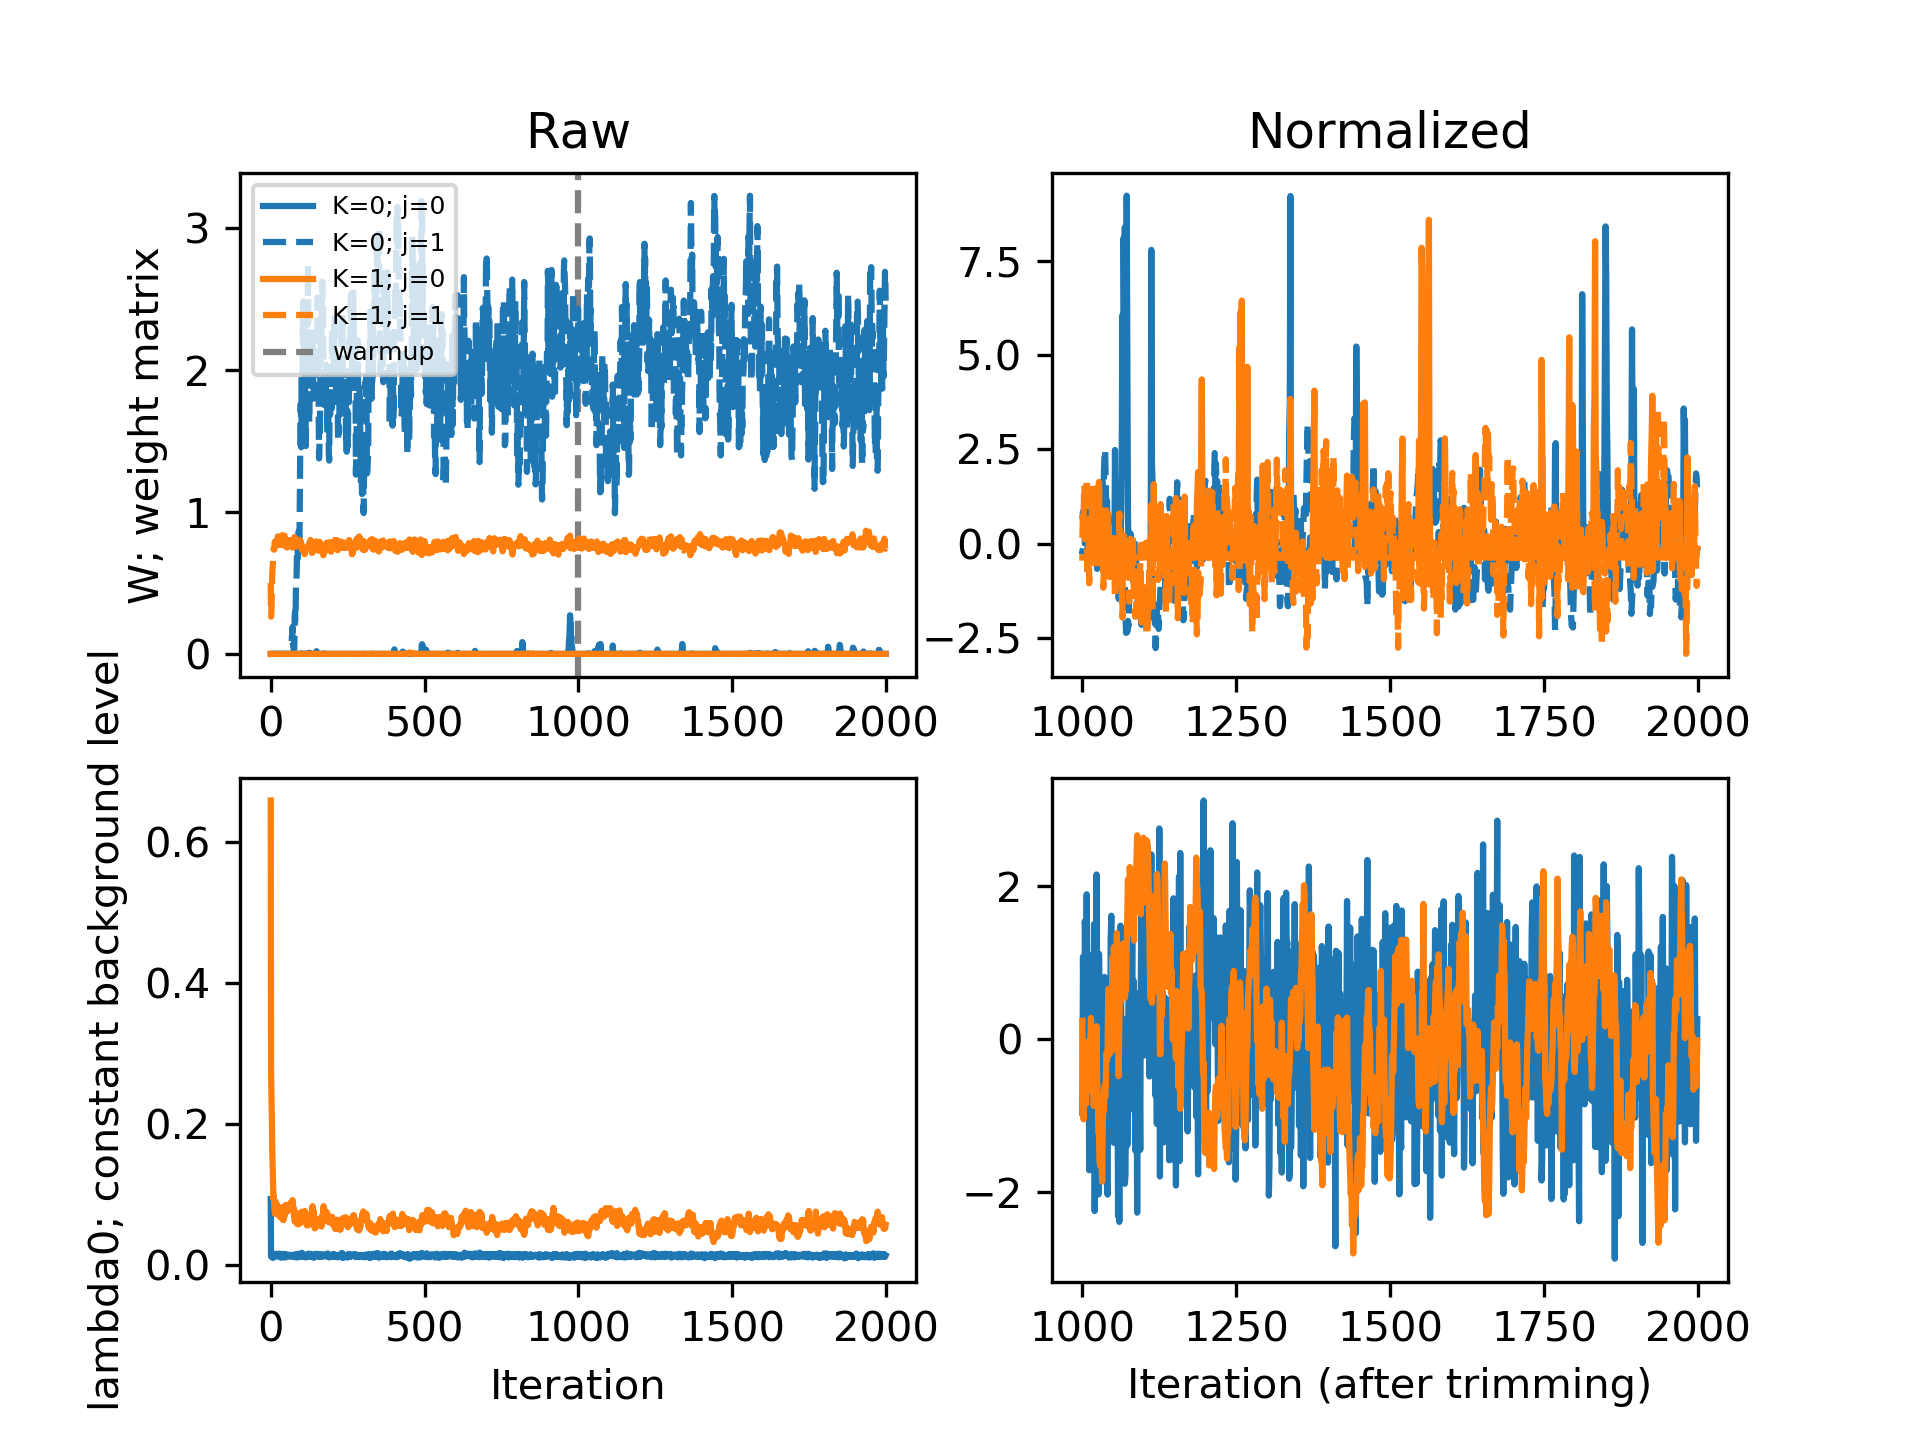 Raw
Normalized
W; weight matrix
3
2
1
0
K=0; j=0
K=0; j=1
K=1; j=0
K=1; j=1
warmup
0 500 1000 1500 2000
7.5
5.0
2.5
0.0
−2.5
1000 1250 1500 1750 2000
lambda0; constant background level
0.6
0.4
0.2
0.0
0 500 1000 1500 2000
Iteration
2
0
−2
1000 1250 1500 1750 2000
Iteration (after trimming)